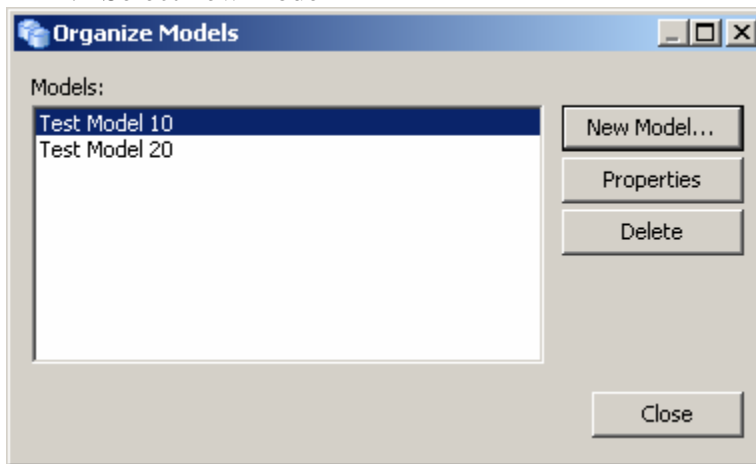 Organize Models
Models:
Test Model 10
Test Model 20
New Model...
Properties
Delete
Close